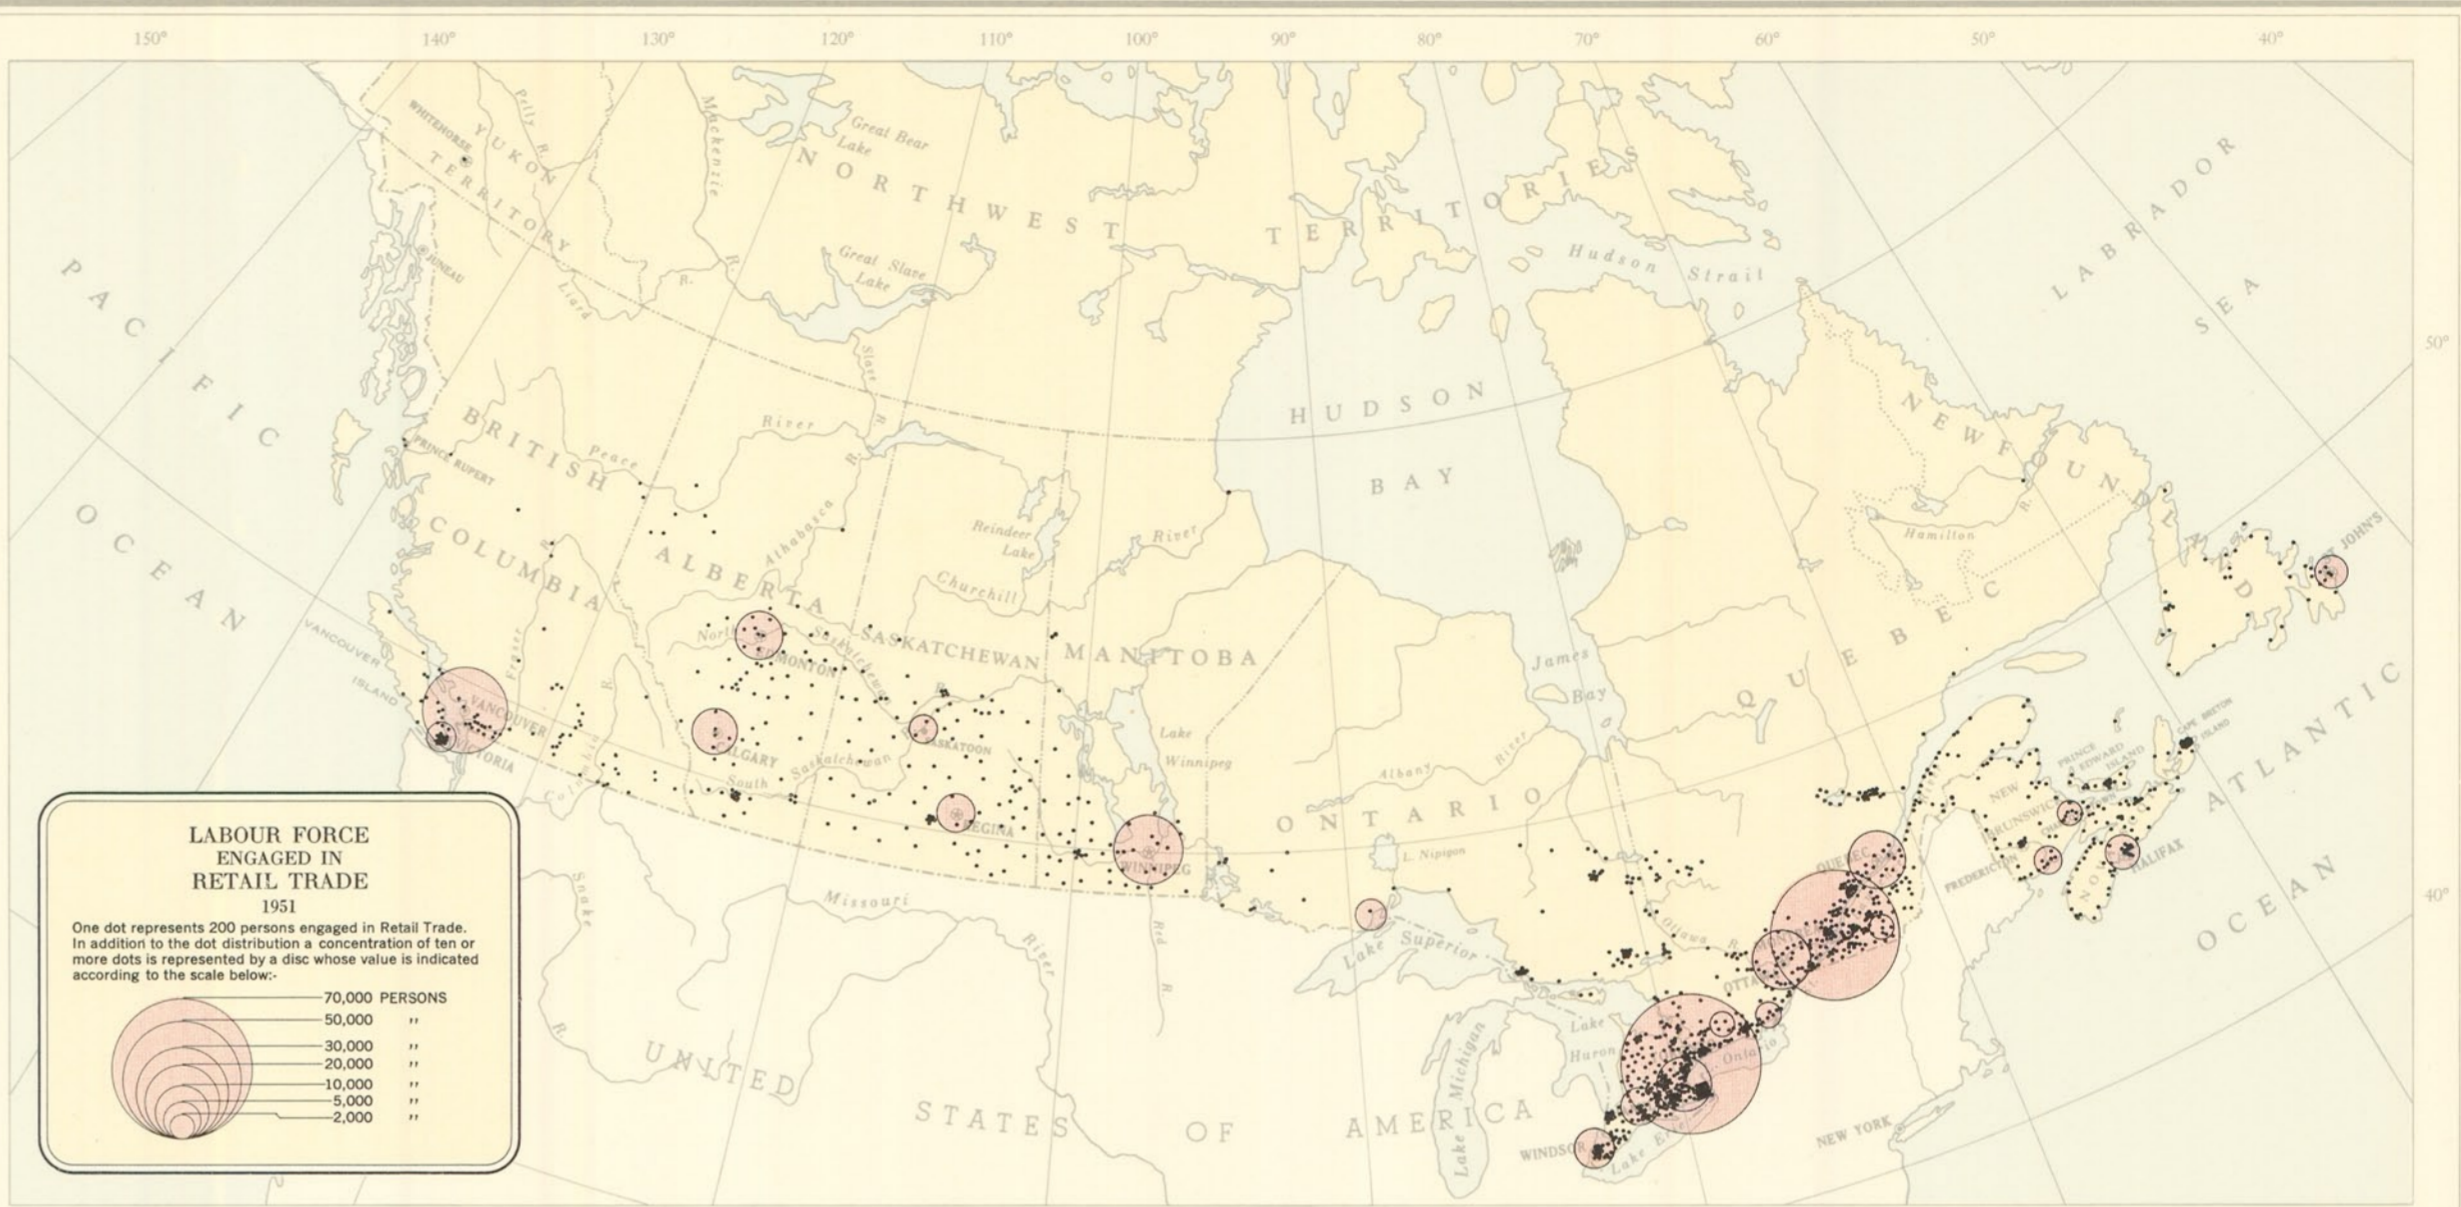 150° 140° 130° 120° 110° 100° 90° 80° 70° 60° 50° 40°
50°
40°
PACIFIC
OCEAN
WHITEHORSE
YUKON
TERRITORY
Pelly R.
Mackenzie
R.
Liard
R.
JUNEAU
Great Bear
Lake
NORTHWEST TERRITORIES
Great Slave
Lake
Slave
R.
Hudson Strait
LABRADOR
SEA
HUDSON
BAY
BRITISH
COLUMBIA
PRINCE RUPERT
Peace
River
Athabasca
R.
ALBERTA
Reindeer
Lake
Churchill
River
NEWFOUNDLAND
Hamilton
R.
ST. JOHN'S
VANCOUVER
ISLAND
Fraser
R.
VANCOUVER
VICTORIA
Columbia
R.
North
Saskatchewan
R.
EDMONTON
CALGARY
South
Saskatchewan
SASKATCHEWAN
SASKATOON
REGINA
MANITOBA
Lake
Winnipeg
WINNIPEG
James
Bay
QUEBEC
Albany
River
ONTARIO
L. Nipigon
Lake Superior
Ottawa
R.
QUEBEC
MONTREAL
OTTAWA
NEW
BRUNSWICK
FREDERICTON
PRINCE
EDWARD
ISLAND
CAPE BRETON
ISLAND
HALIFAX
ATLANTIC
OCEAN
Snake
R.
Missouri
River
Red
R.
Lake
Huron
Lake Michigan
Ontario
Lake Erie
WINDSOR
NEW YORK
UNITED
STATES OF AMERICA
LABOUR FORCE
ENGAGED IN
RETAIL TRADE
1951
One dot represents 200 persons engaged in Retail Trade.
In addition to the dot distribution a concentration of ten or
more dots is represented by a disc whose value is indicated
according to the scale below:-
70,000 PERSONS
50,000 "
30,000 "
20,000 "
10,000 "
5,000 "
2,000 "